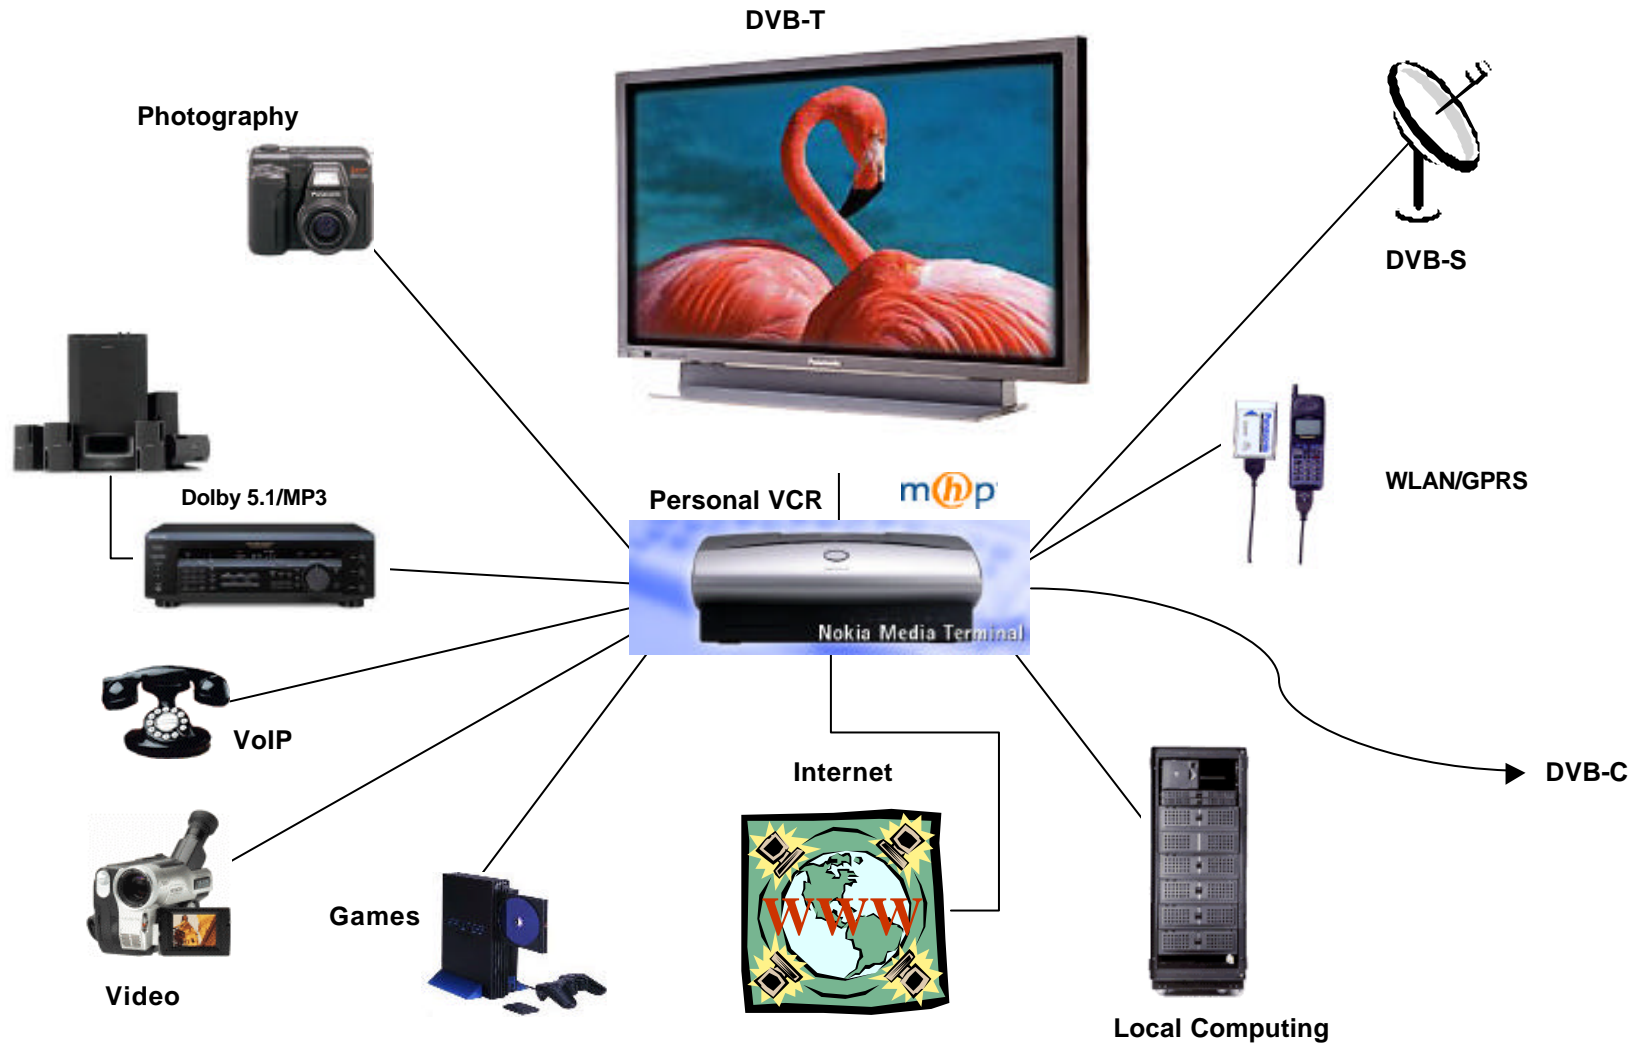 DVB-T
Photography
Panasonic
DVB-S
Dolby 5.1/MP3
Personal VCR
mhp
WLAN/GPRS
Nokia Media Terminal
VoIP
Internet
DVB-C
WWW
Games
Video
Local Computing